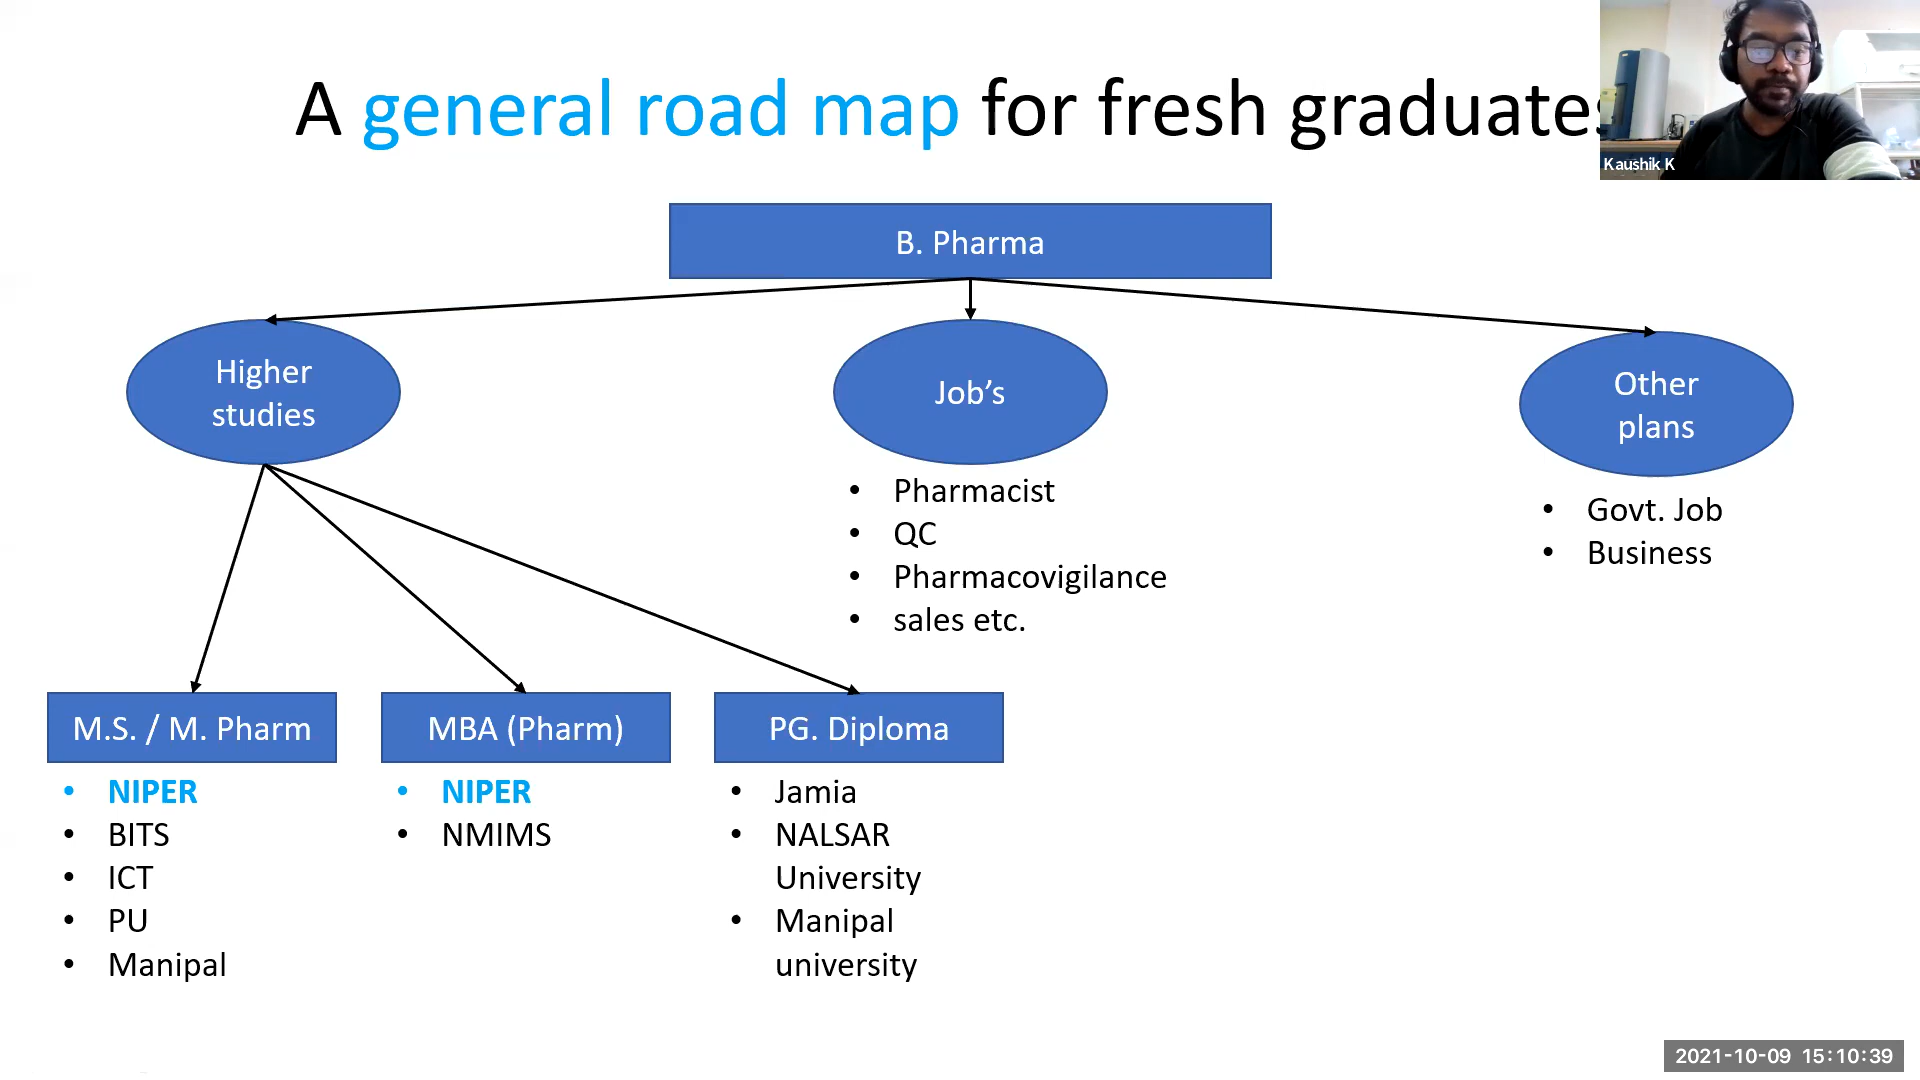 A general road map for fresh graduates
Kaushik K
B. Pharma
Higher
studies
Job’s
Other
plans
• Pharmacist
• QC
• Pharmacovigilance
• sales etc.
• Govt. Job
• Business
M.S. / M. Pharm
• NIPER
• BITS
• ICT
• PU
• Manipal
MBA (Pharm)
• NIPER
• NMIMS
PG. Diploma
• Jamia
• NALSAR
University
• Manipal
university
2021-10-09 15:10:39